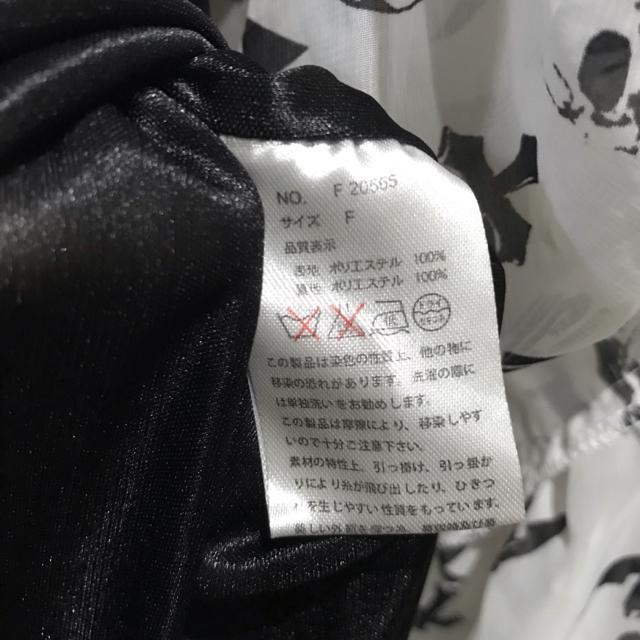 NO. F 20565
サイズ F
品質表示
表地 ポリエステル 100%
裏地 ポリエステル 100%
この製品は染色の性質上、他の物に
移染の恐れがあります。洗濯の際に
は単独洗いをお勧めします。
この製品は摩擦により、移染しやす
いので十分ご注意下さい。
素材の特性上、引っ掛け、引っ掛か
りにより糸が飛び出したり、ひきつ
を生じやすい性質をもっています。